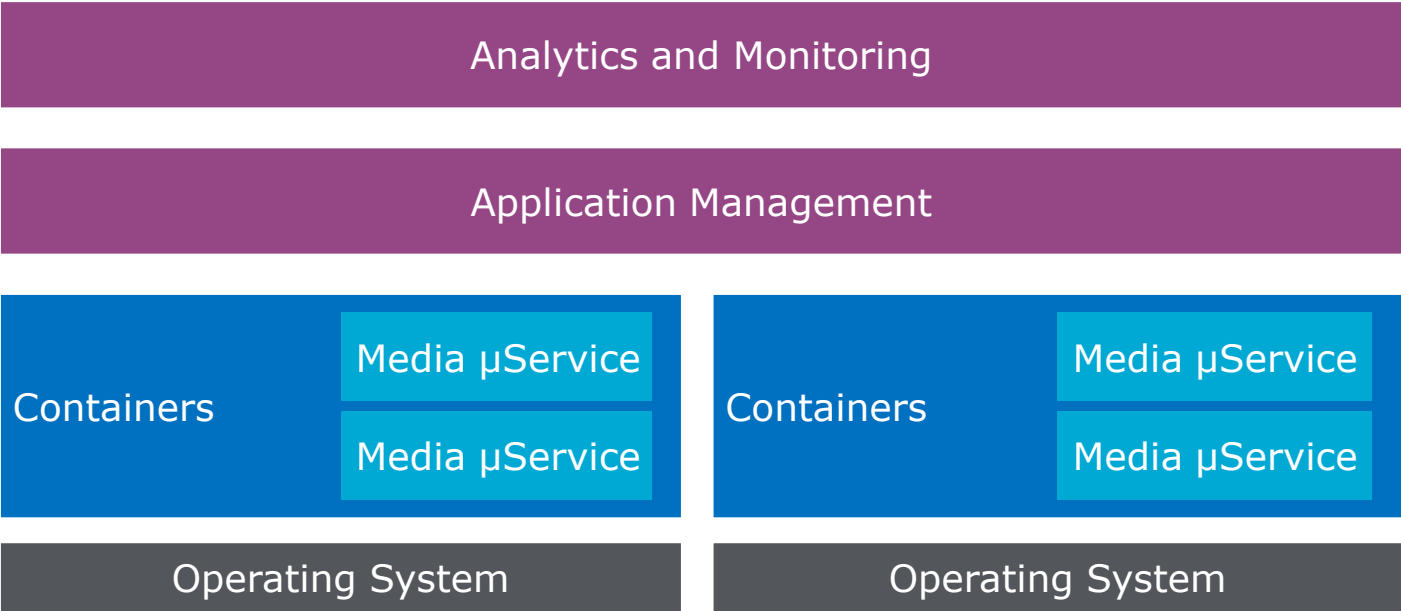 Analytics and Monitoring
Application Management
Containers
Media μService
Media μService
Containers
Media μService
Media μService
Operating System
Operating System